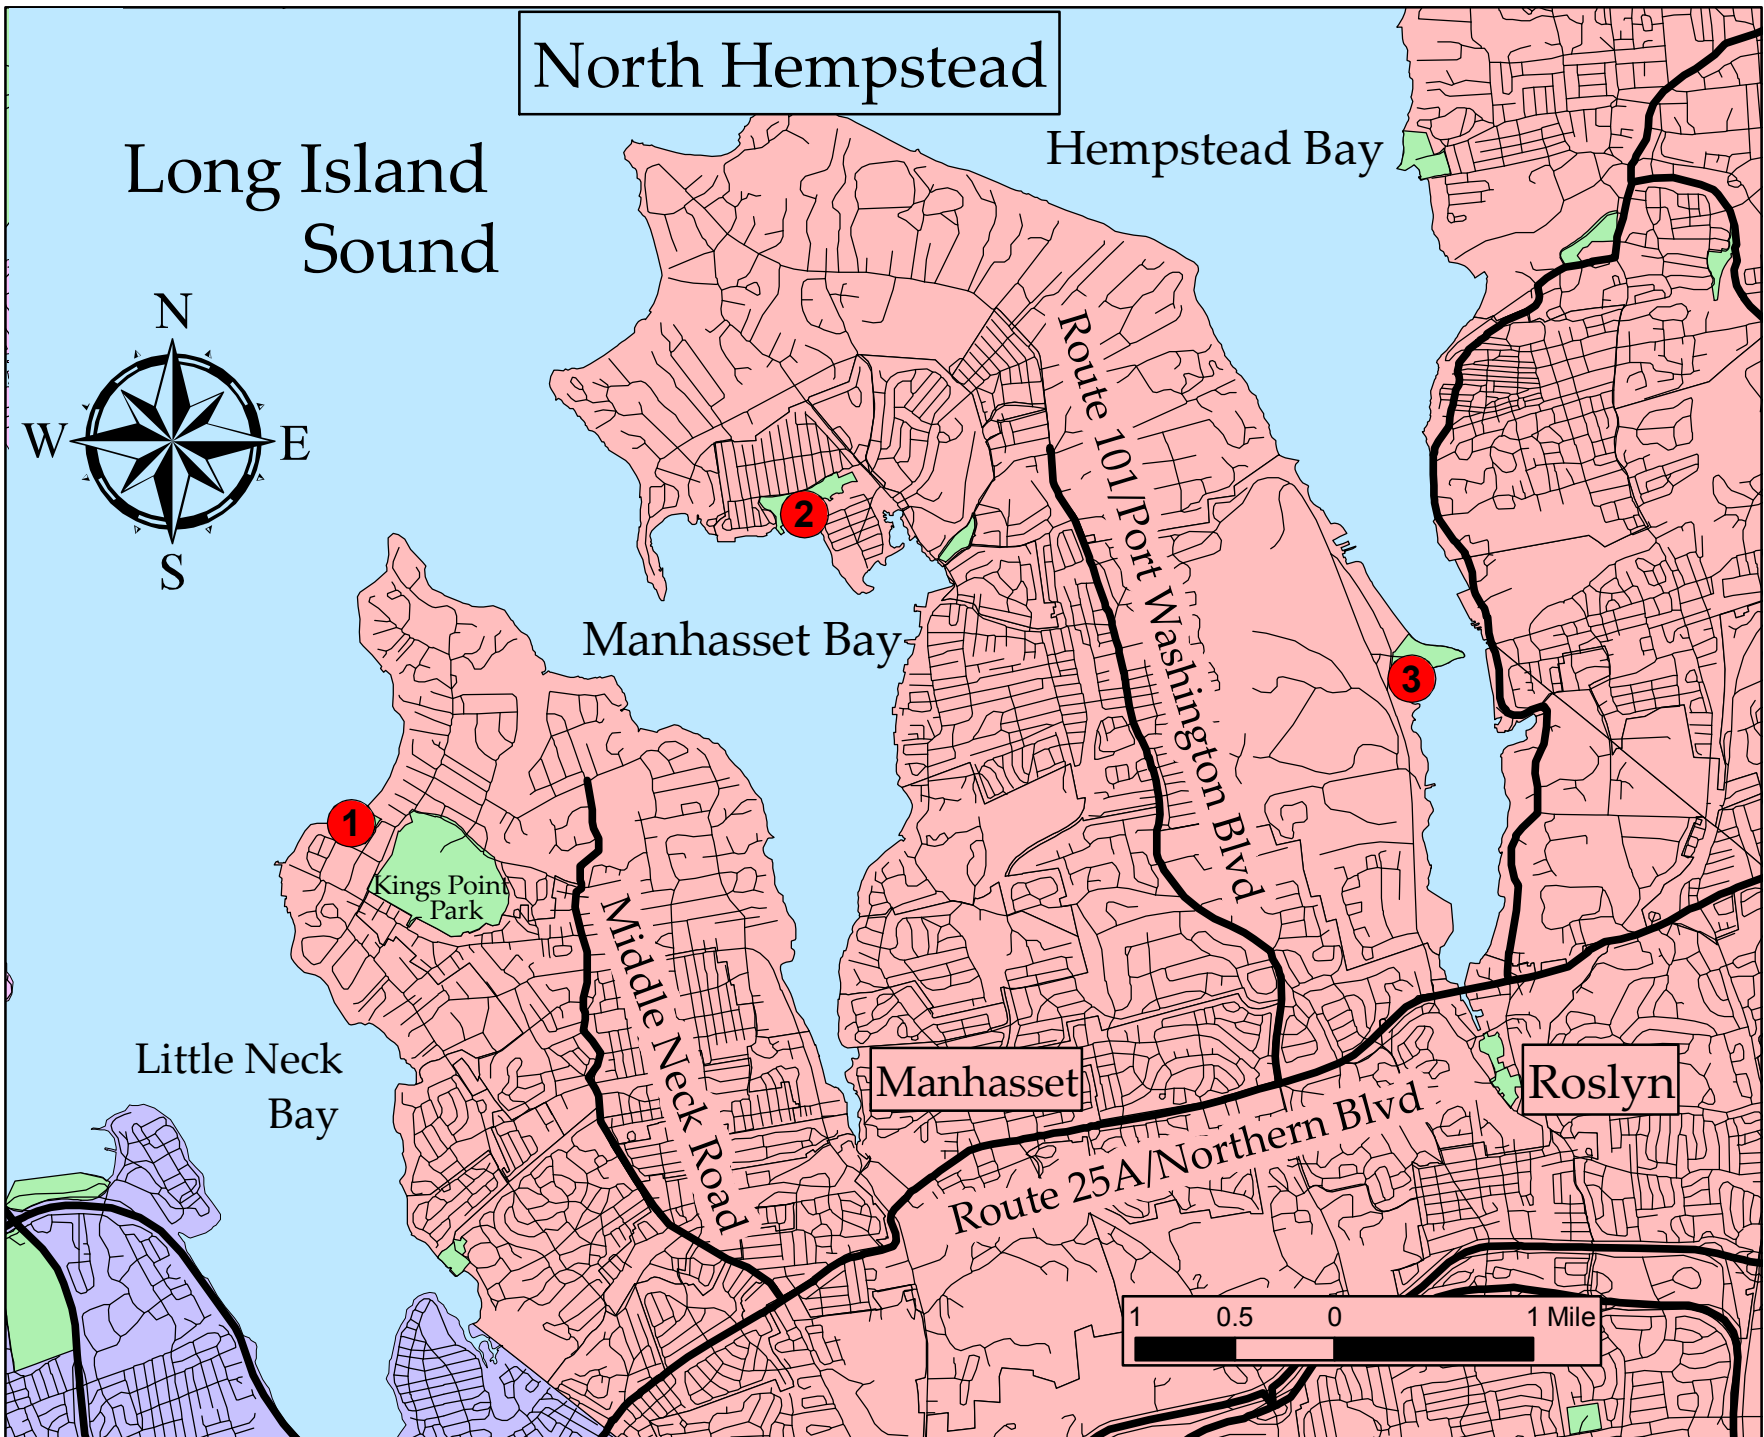 North Hempstead
Long Island
Sound
Hempstead Bay
N
W
E
S
Route 101/Port Washington Blvd
2
Manhasset Bay
3
1
Kings Point
Park
Middle Neck Road
Little Neck
Bay
Manhasset
Roslyn
Route 25A/Northern Blvd
1 0.5 0 1 Mile